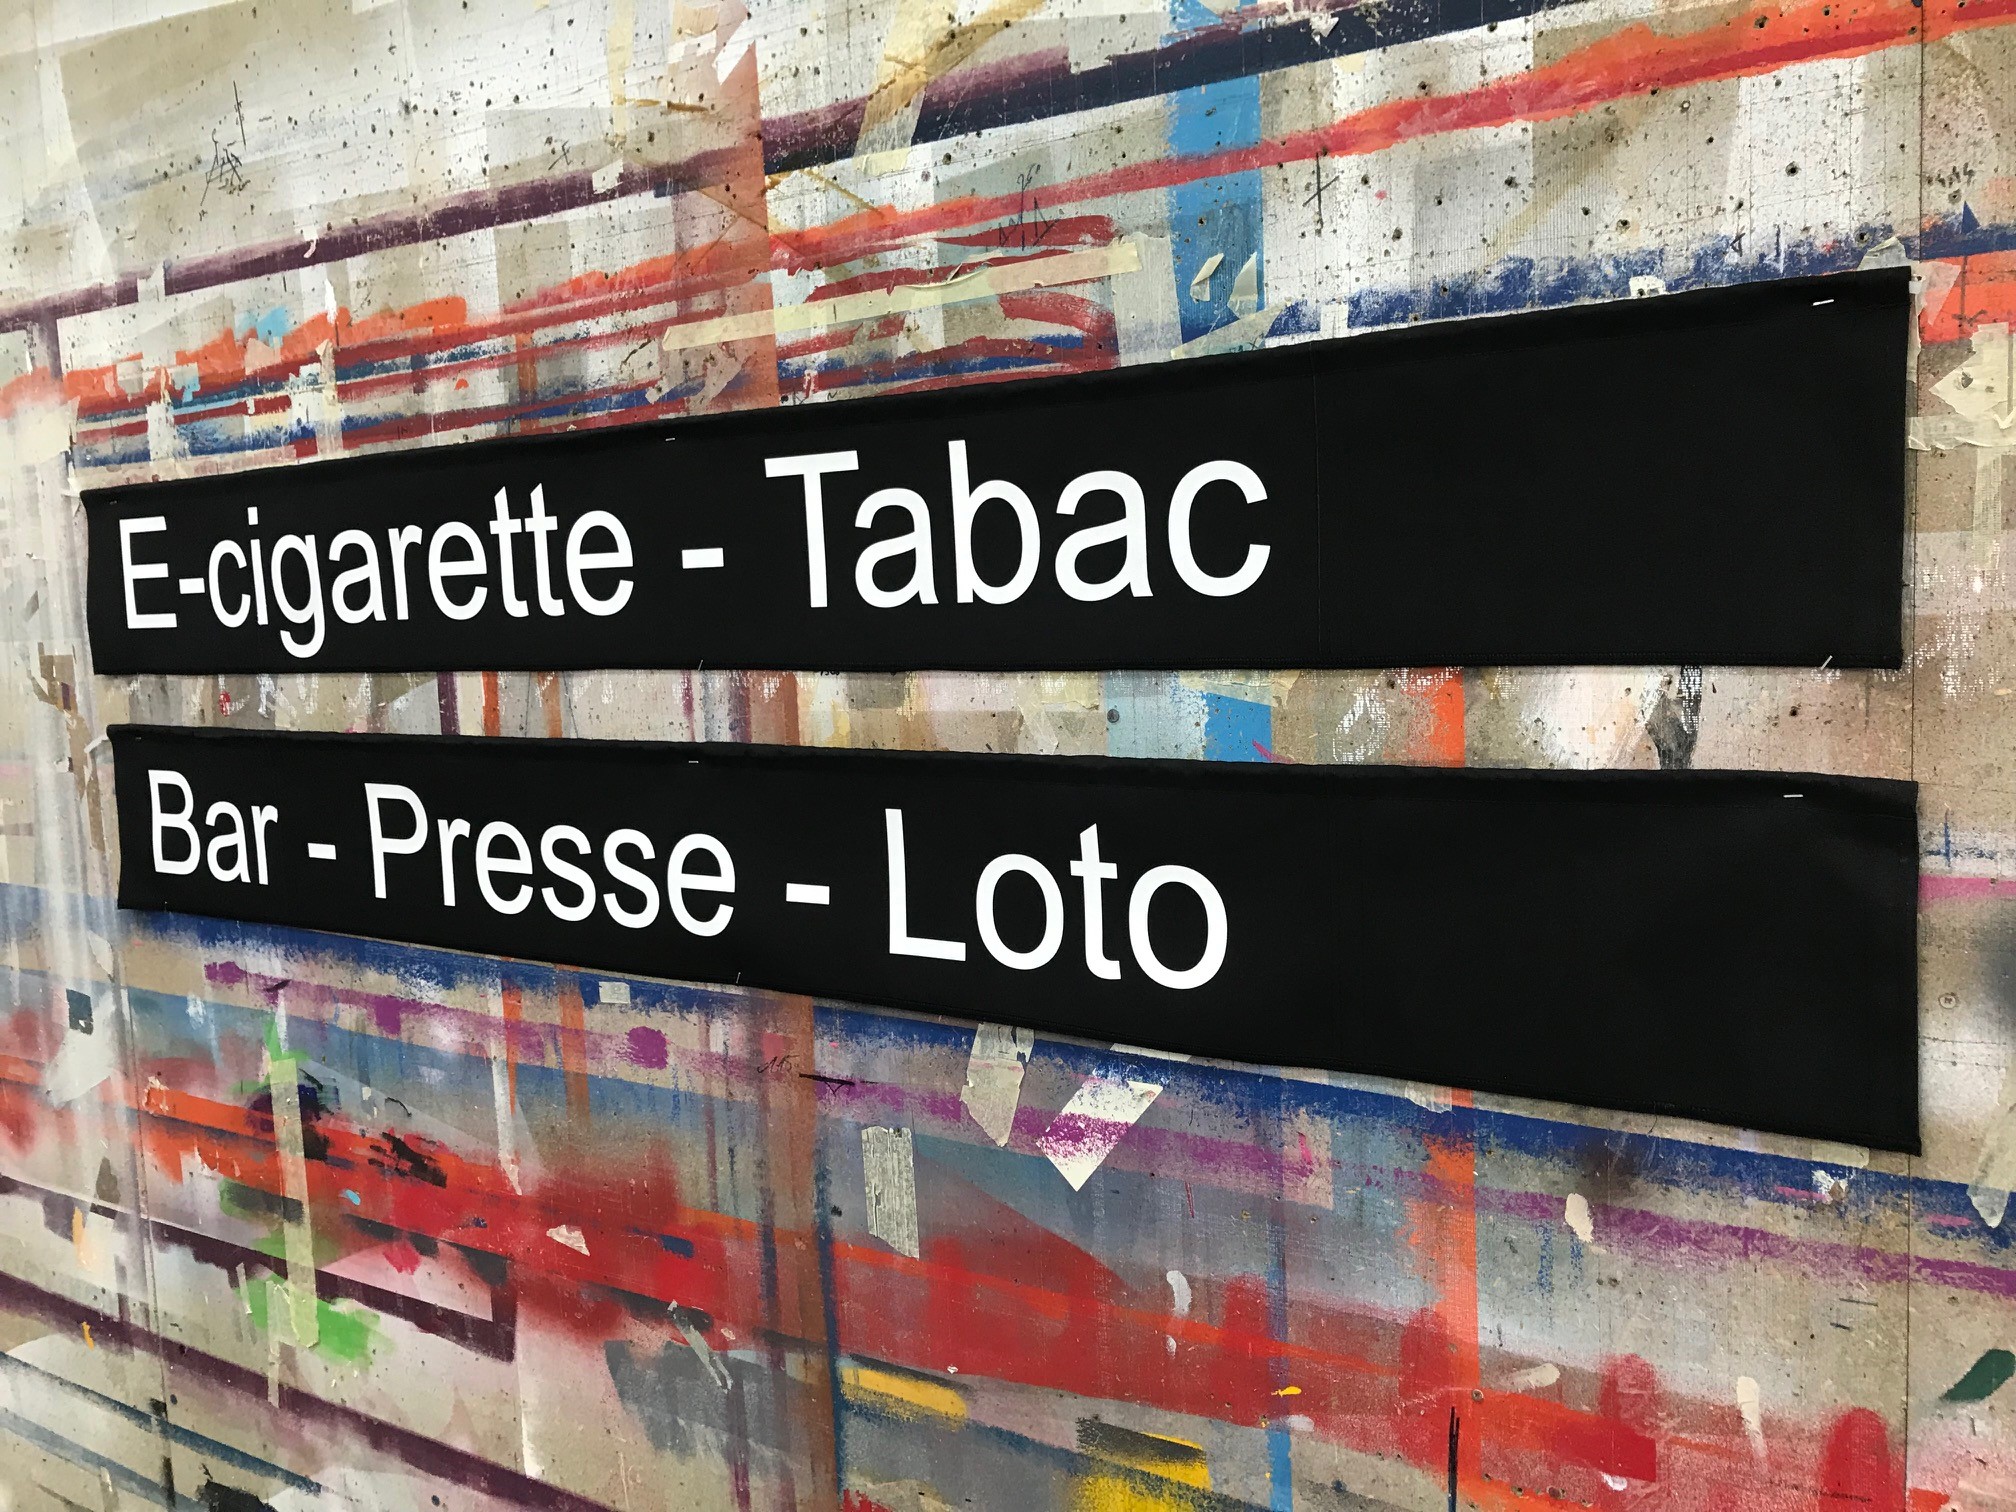 E-cigarette - Tabac
Bar - Presse - Loto